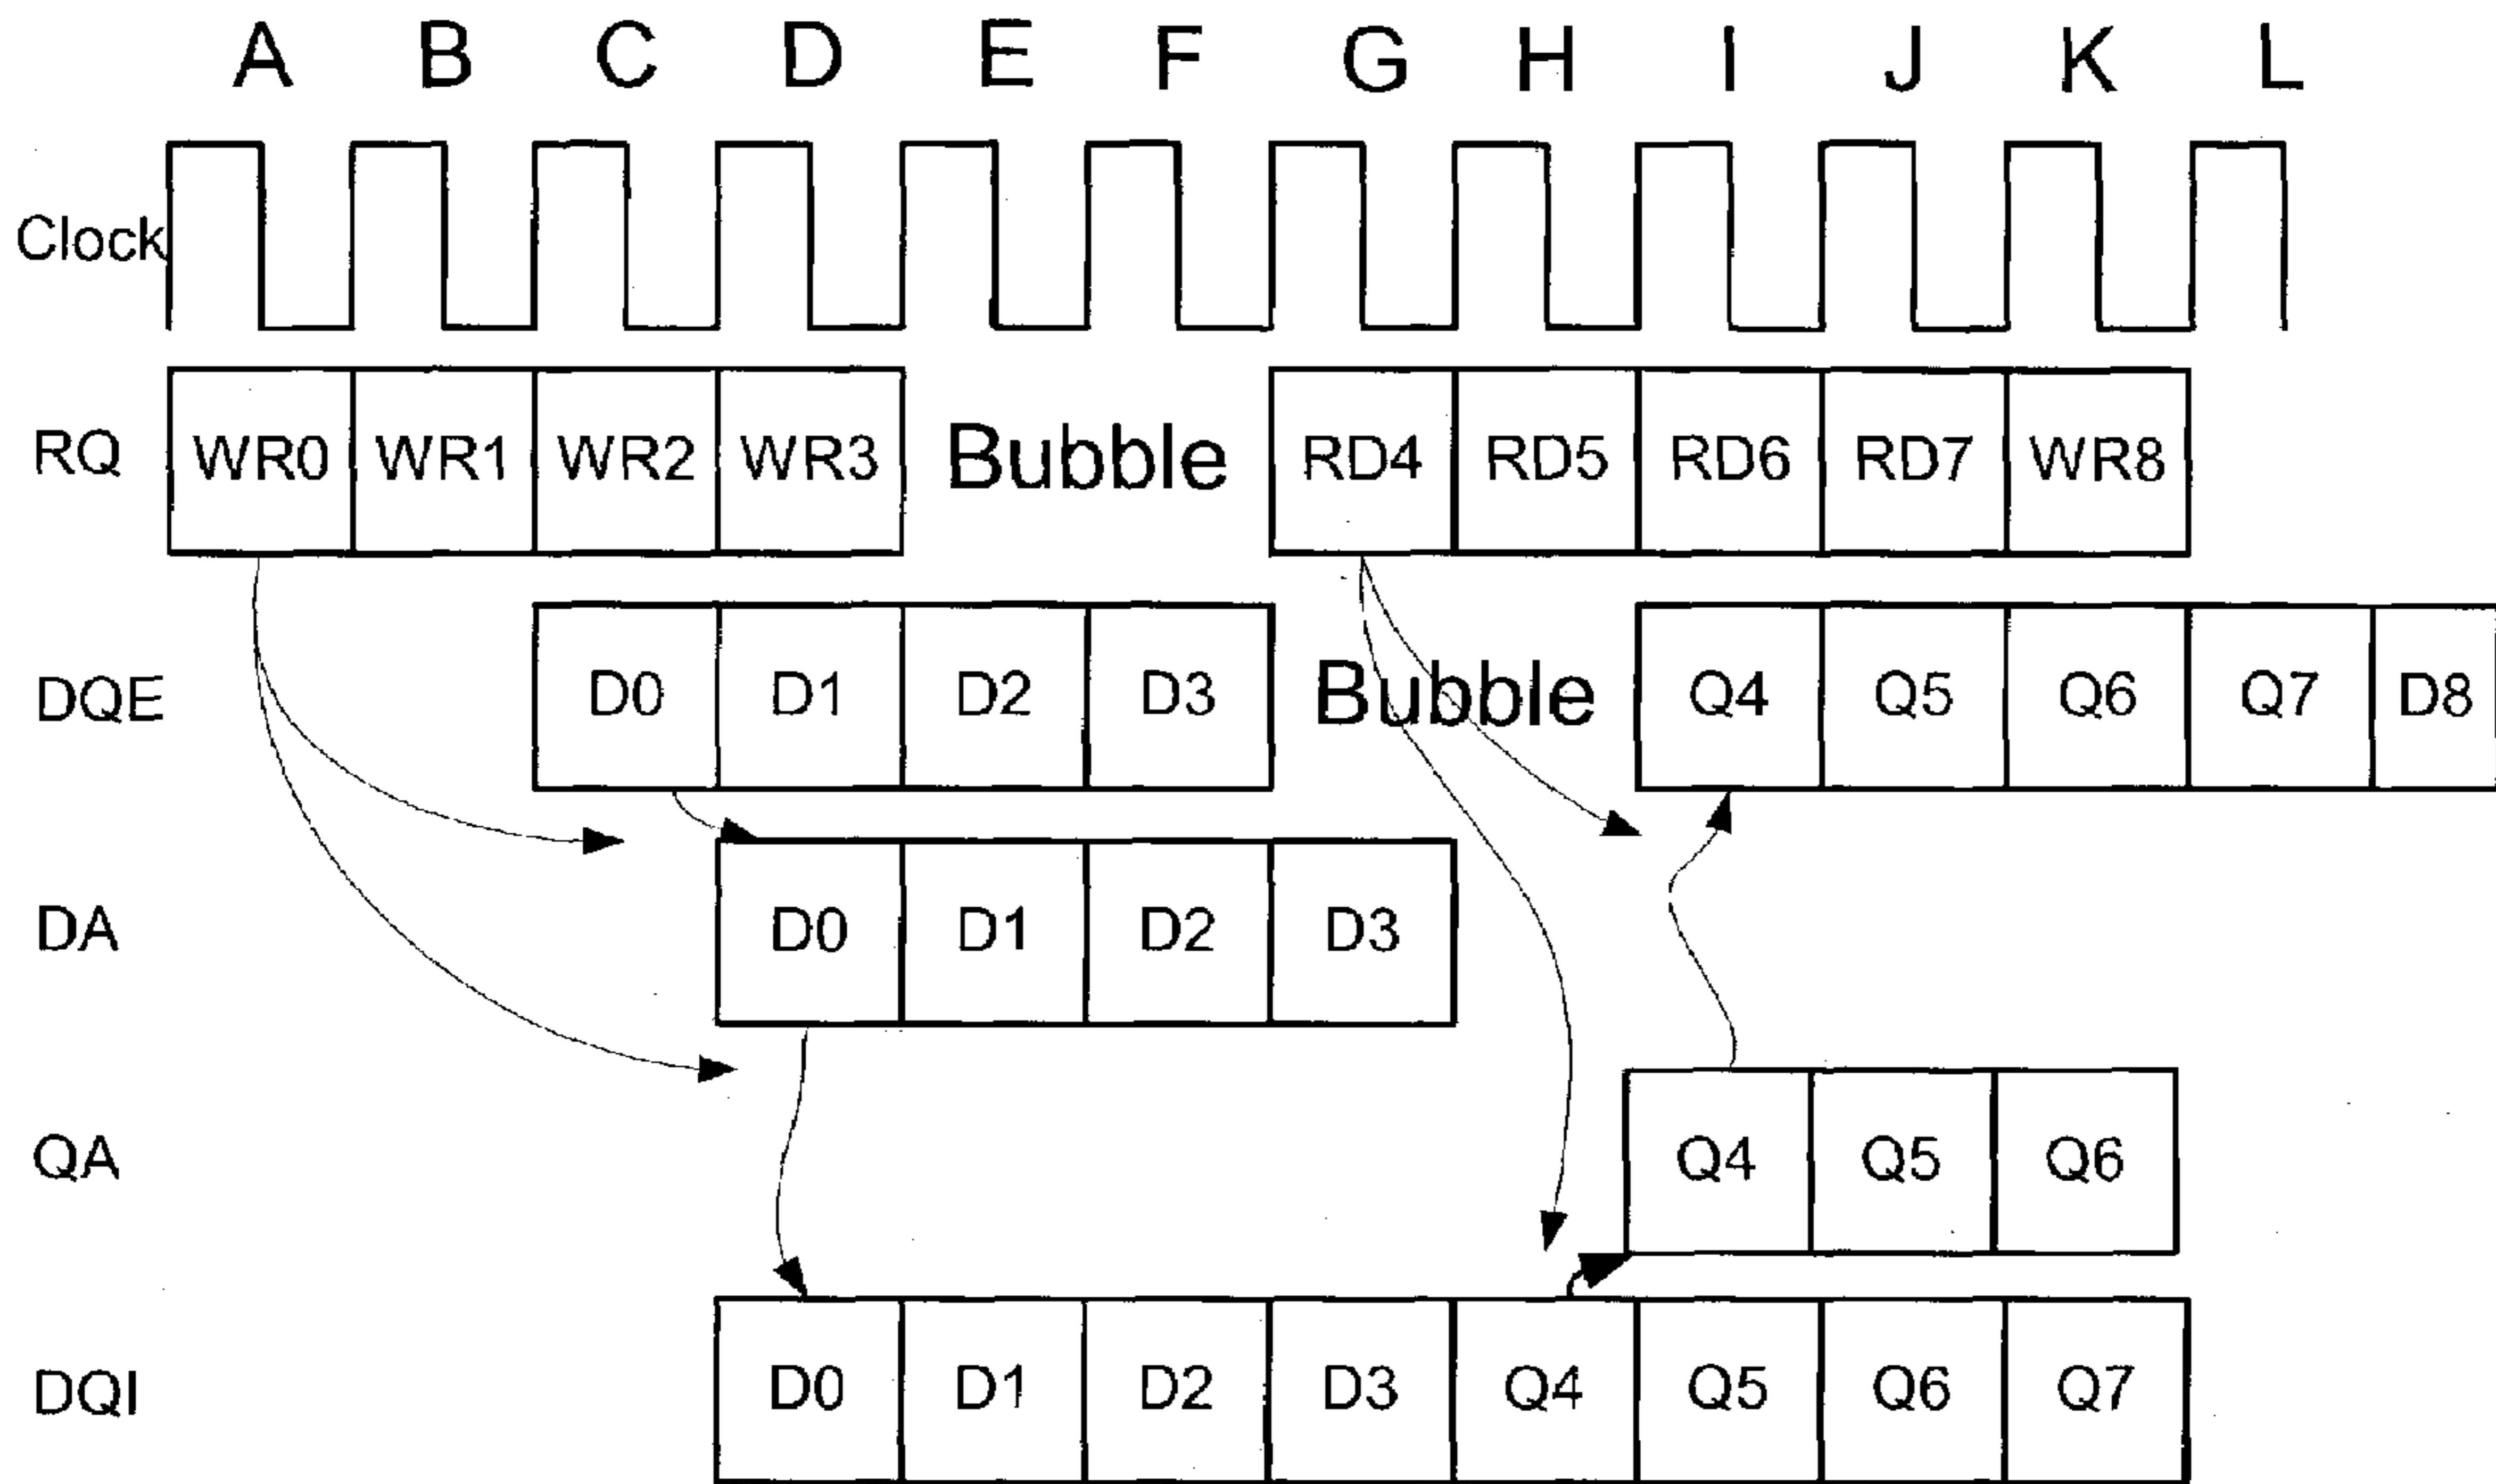 A B C D E F G H I J K L
Clock
RQ WR0 WR1 WR2 WR3 Bubble RD4 RD5 RD6 RD7 WR8
DQE D0 D1 D2 D3 Bubble Q4 Q5 Q6 Q7 D8
DA D0 D1 D2 D3
QA Q4 Q5 Q6
DQI D0 D1 D2 D3 Q4 Q5 Q6 Q7